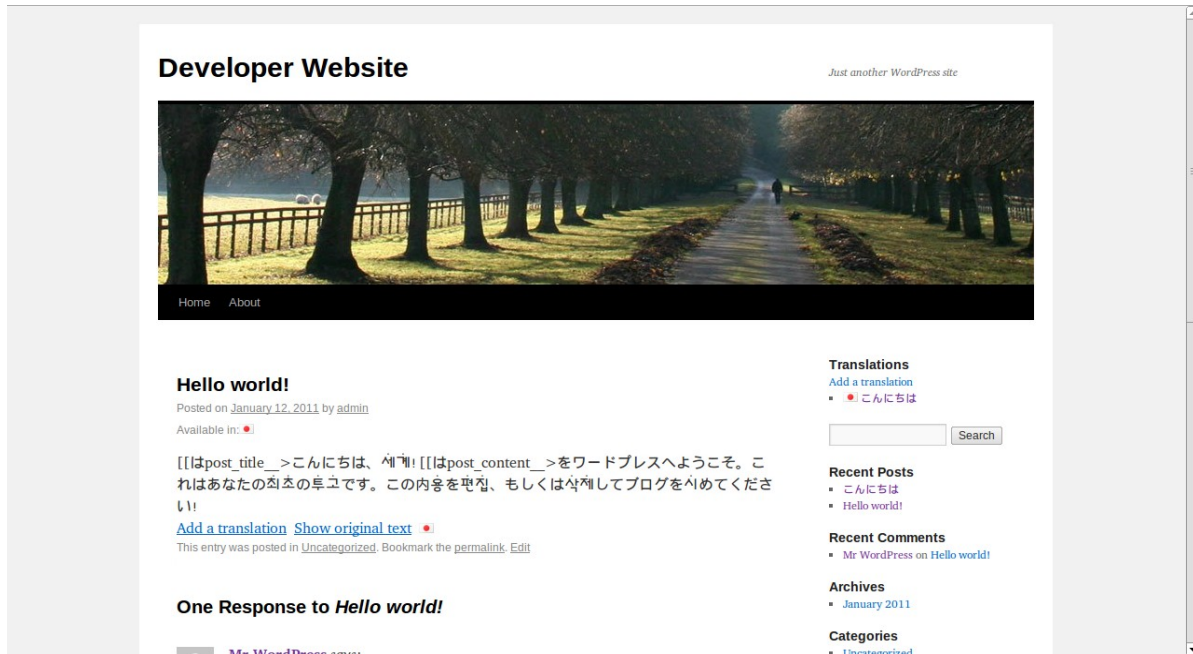 Developer Website
Just another WordPress site
Home About
Hello world!
Posted on January 12, 2011 by admin
Available in:
[[はpost_title__>こんにちは、세계! [[はpost_content__>をワードプレスへようこそ。こ
れはあなたの최초の투고です。この内용を편집、もしくは삭제してブログを시めてくださ
い!
Add a translation Show original text
This entry was posted in Uncategorized. Bookmark the permalink. Edit
One Response to Hello world!
Mr WordPress says:
Translations
Add a translation
こんにちは
Search
Recent Posts
こんにちは
Hello world!
Recent Comments
Mr WordPress on Hello world!
Archives
January 2011
Categories
Uncategorized